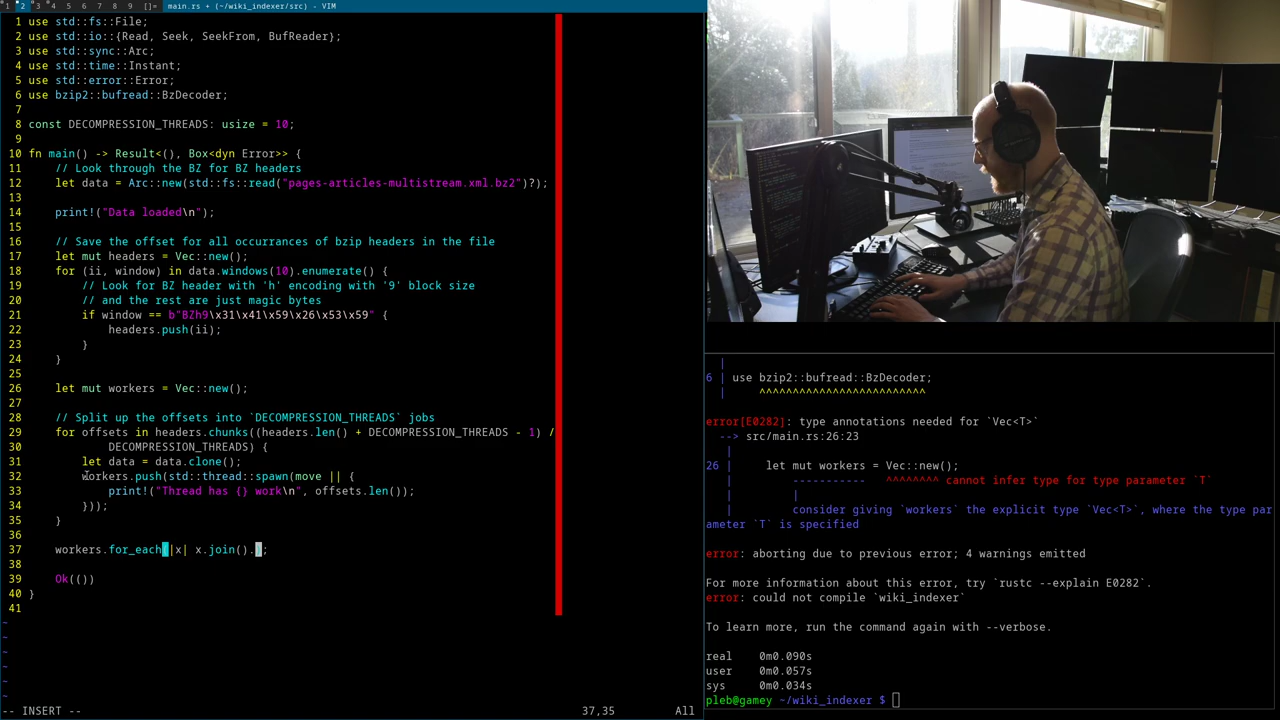 1 2 3 4 5 6 7 8 9 []= main.rs + (~/wiki_indexer/src) - VIM
1 use std::fs::File;
2 use std::io::{Read, Seek, SeekFrom, BufReader};
3 use std::sync::Arc;
4 use std::time::Instant;
5 use std::error::Error;
6 use bzip2::bufread::BzDecoder;
7
8 const DECOMPRESSION_THREADS: usize = 10;
9
10 fn main() -> Result<(), Box<dyn Error>> {
11 // Look through the BZ for BZ headers
12 let data = Arc::new(std::fs::read("pages-articles-multistream.xml.bz2")?);
13
14 print!("Data loaded\n");
15
16 // Save the offset for all occurrances of bzip headers in the file
17 let mut headers = Vec::new();
18 for (ii, window) in data.windows(10).enumerate() {
19 // Look for BZ header with 'h' encoding with '9' block size
20 // and the rest are just magic bytes
21 if window == b"BZh9\x31\x41\x59\x26\x53\x59" {
22 headers.push(ii);
23 }
24 }
25
26 let mut workers = Vec::new();
27
28 // Split up the offsets into `DECOMPRESSION_THREADS` jobs
29 for offsets in headers.chunks((headers.len() + DECOMPRESSION_THREADS - 1) /
30 DECOMPRESSION_THREADS) {
31 let data = data.clone();
32 workers.push(std::thread::spawn(move || {
33 print!("Thread has {} work\n", offsets.len());
34 }));
35 }
36
37 workers.for_each(|x| x.join().);
38
39 Ok(())
40 }
41
~
~
~
~
~
~
-- INSERT -- 37,35 All
|
6 | use bzip2::bufread::BzDecoder;
| ^^^^^^^^^^^^^^^^^^^^^^^^^
error[E0282]: type annotations needed for `Vec<T>`
--> src/main.rs:26:23
|
26 | let mut workers = Vec::new();
| ----------- ^^^^^^^^ cannot infer type for type parameter `T`
| |
| consider giving `workers` the explicit type `Vec<T>`, where the type par
ameter `T` is specified
error: aborting due to previous error; 4 warnings emitted
For more information about this error, try `rustc --explain E0282`.
error: could not compile `wiki_indexer`
To learn more, run the command again with --verbose.
real 0m0.090s
user 0m0.057s
sys 0m0.034s
pleb@gamey ~/wiki_indexer $